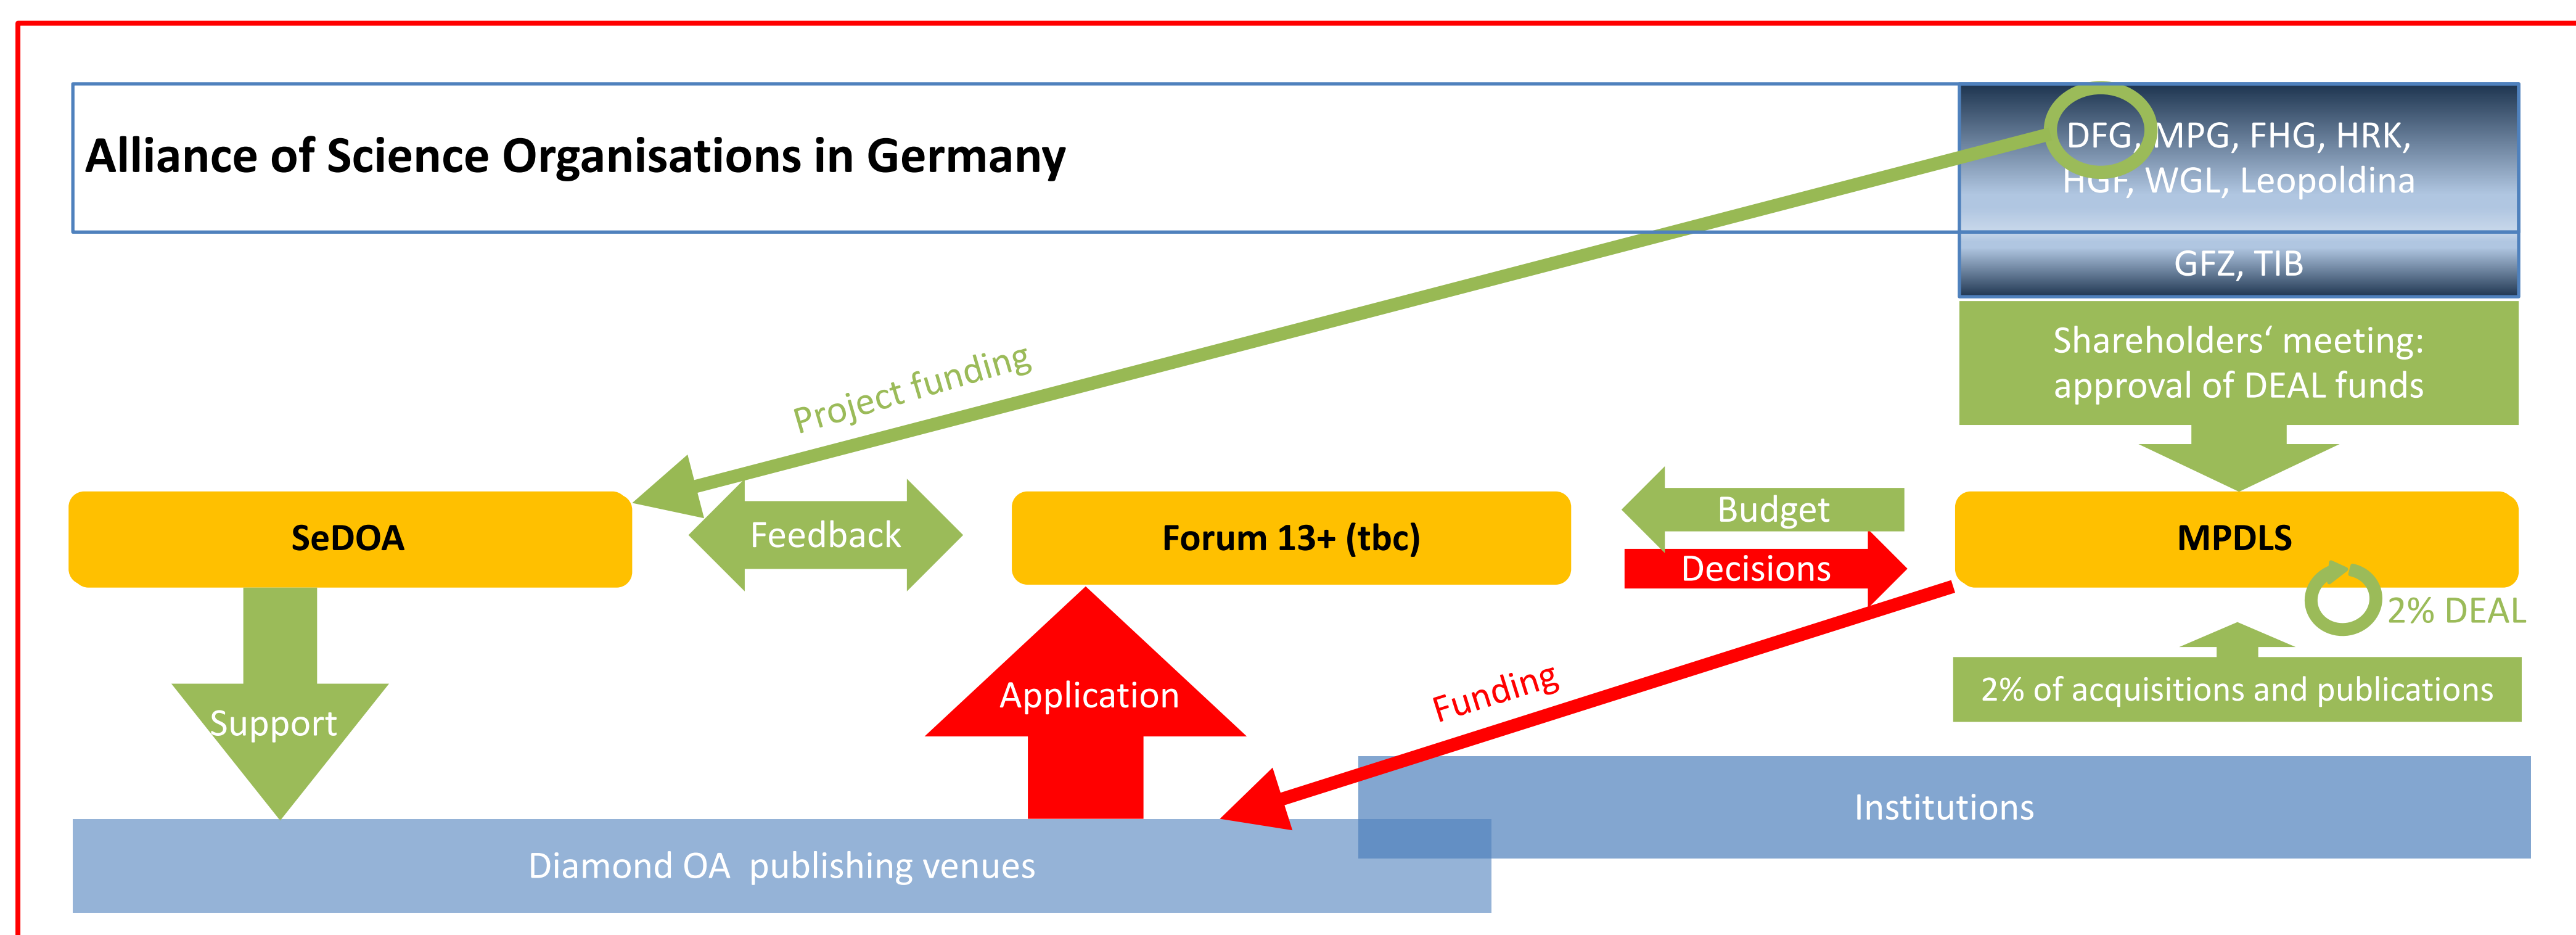 Alliance of Science Organisations in Germany
DFG, MPG, FHG, HRK,
HGF, WGL, Leopoldina
GFZ, TIB
Shareholders‘ meeting:
approval of DEAL funds
Project funding
SeDOA
Feedback
Forum 13+ (tbc)
Budget
Decisions
MPDLS
2% DEAL
2% of acquisitions and publications
Support
Application
Funding
Institutions
Diamond OA  publishing venues